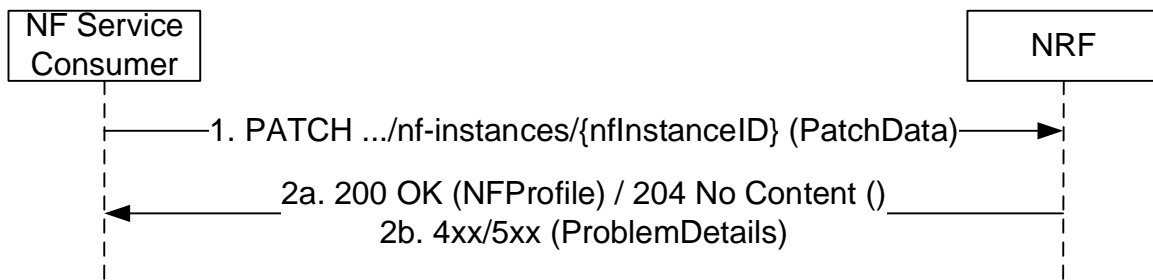 NF Service
Consumer
NRF
1. PATCH .../nf-instances/{nfInstanceID} (PatchData)
2a. 200 OK (NFProfile) / 204 No Content ()
2b. 4xx/5xx (ProblemDetails)